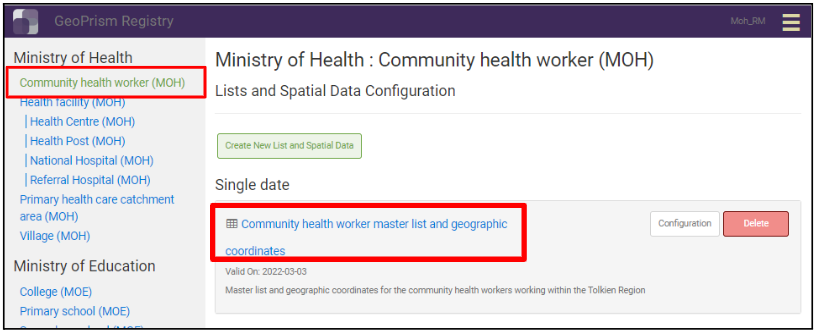 GeoPrism Registry
Moh_RM
Ministry of Health
Community health worker (MOH)
Health facility (MOH)
Health Centre (MOH)
Health Post (MOH)
National Hospital (MOH)
Referral Hospital (MOH)
Primary health care catchment
area (MOH)
Village (MOH)
Ministry of Education
College (MOE)
Primary school (MOE)
Ministry of Health : Community health worker (MOH)
Lists and Spatial Data Configuration
Create New List and Spatial Data
Single date
Community health worker master list and geographic
coordinates
Configuration
Delete
Valid On: 2022-03-03
Master list and geographic coordinates for the community health workers working within the Tolkien Region